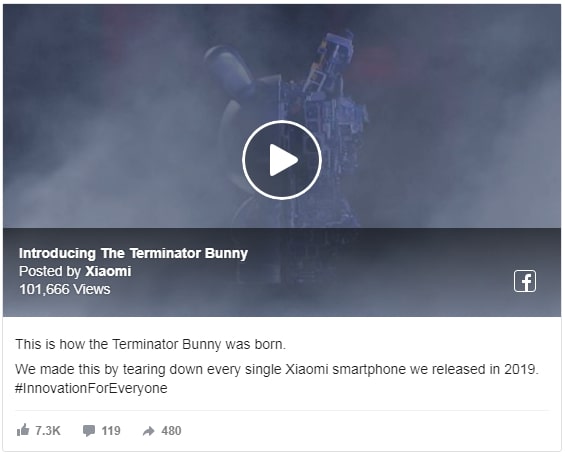 Introducing The Terminator Bunny
Posted by Xiaomi
101,666 Views
This is how the Terminator Bunny was born.
We made this by tearing down every single Xiaomi smartphone we released in 2019.
#InnovationForEveryone
7.3K 119 480